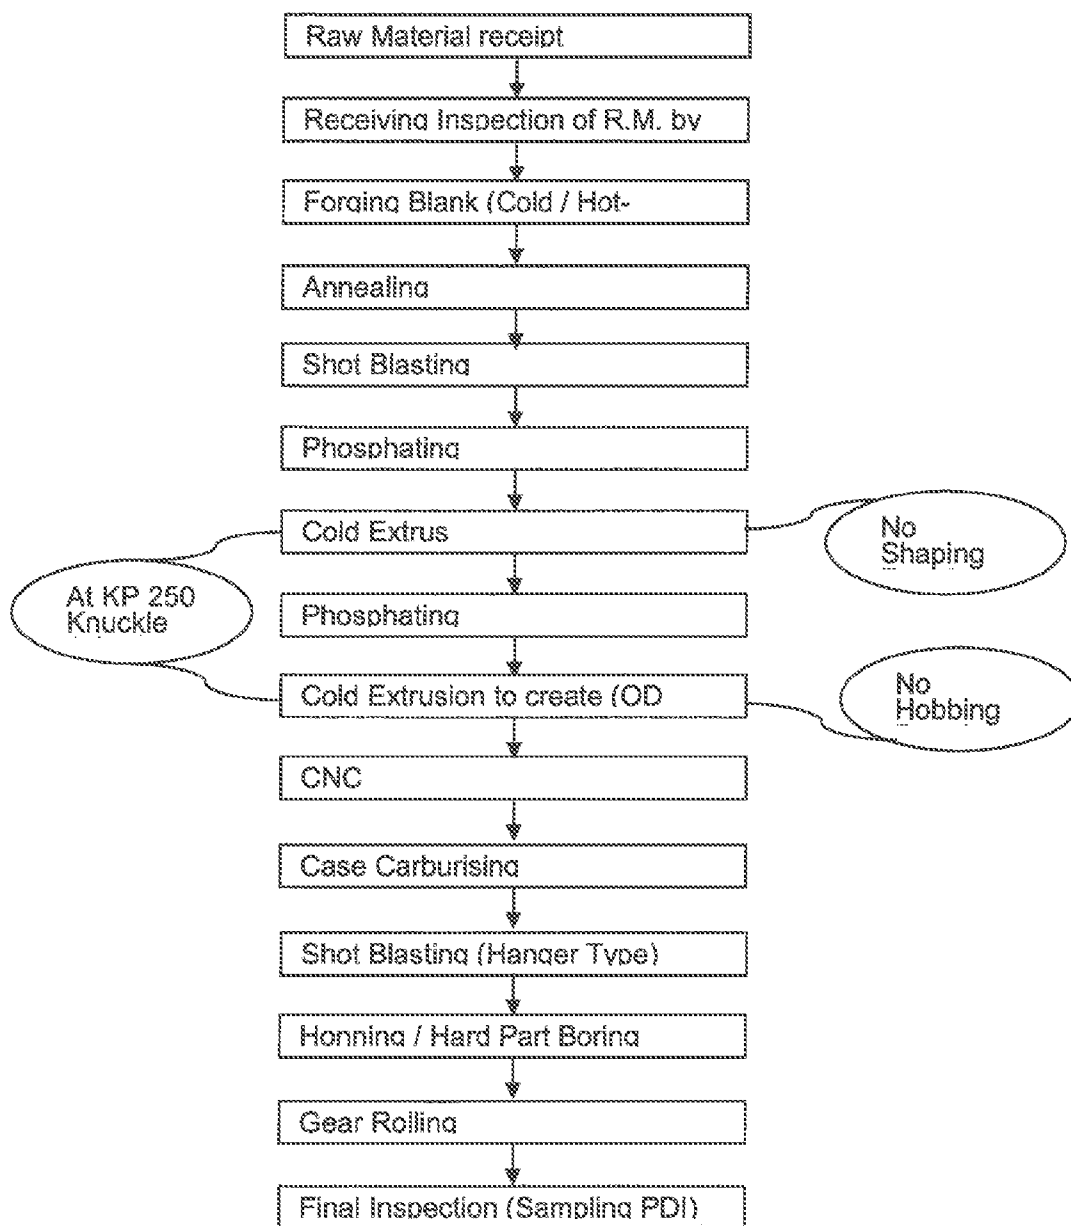 Raw Material receipt
Receiving Inspection of R.M. by
Forging Blank (Cold / Hot-
Annealing
Shot Blasting
Phosphating
Cold Extrus
No
Shaping
At KP 250
Knuckle
Phosphating
Cold Extrusion to create (OD
No
Hobbing
CNC
Case Carburising
Shot Blasting (Hanger Type)
Honning / Hard Part Boring
Gear Rolling
Final Inspection (Sampling PDI)